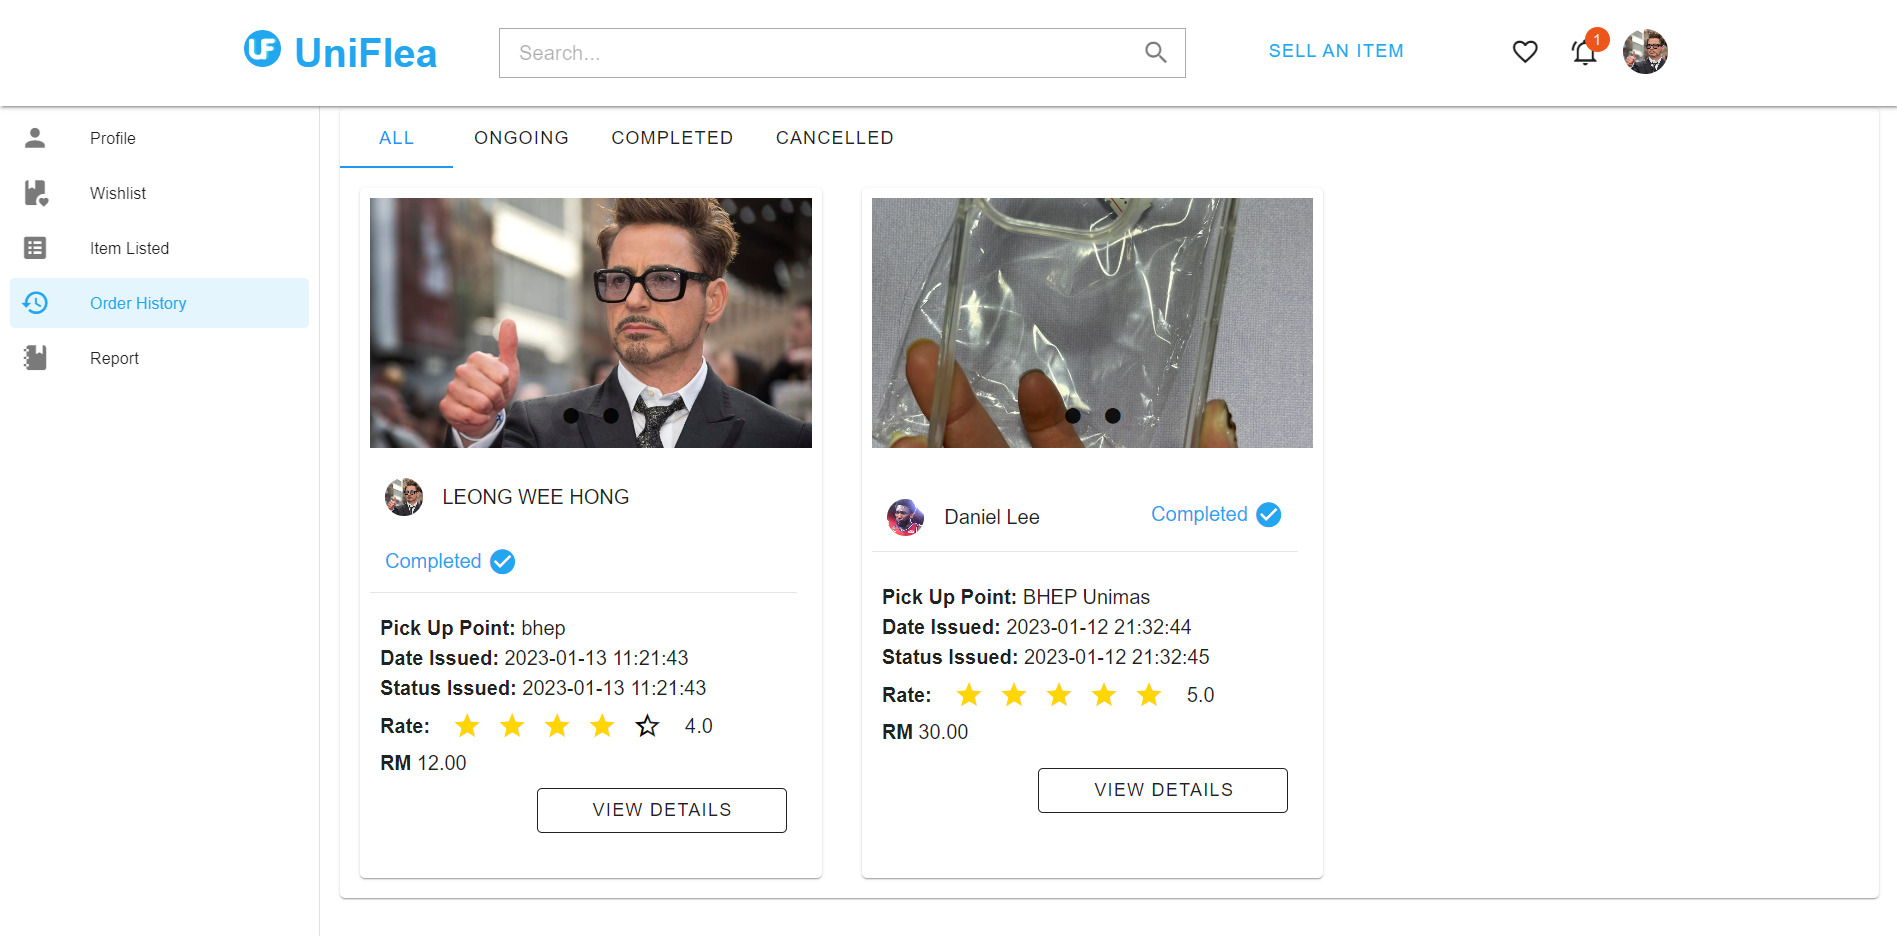 UF UniFlea
Search...
SELL AN ITEM
1
Profile
Wishlist
Item Listed
Order History
Report
ALL
ONGOING
COMPLETED
CANCELLED
LEONG WEE HONG
Completed
Pick Up Point: bhep
Date Issued: 2023-01-13 11:21:43
Status Issued: 2023-01-13 11:21:43
Rate: 4.0
RM 12.00
VIEW DETAILS
Daniel Lee
Completed
Pick Up Point: BHEP Unimas
Date Issued: 2023-01-12 21:32:44
Status Issued: 2023-01-12 21:32:45
Rate: 5.0
RM 30.00
VIEW DETAILS